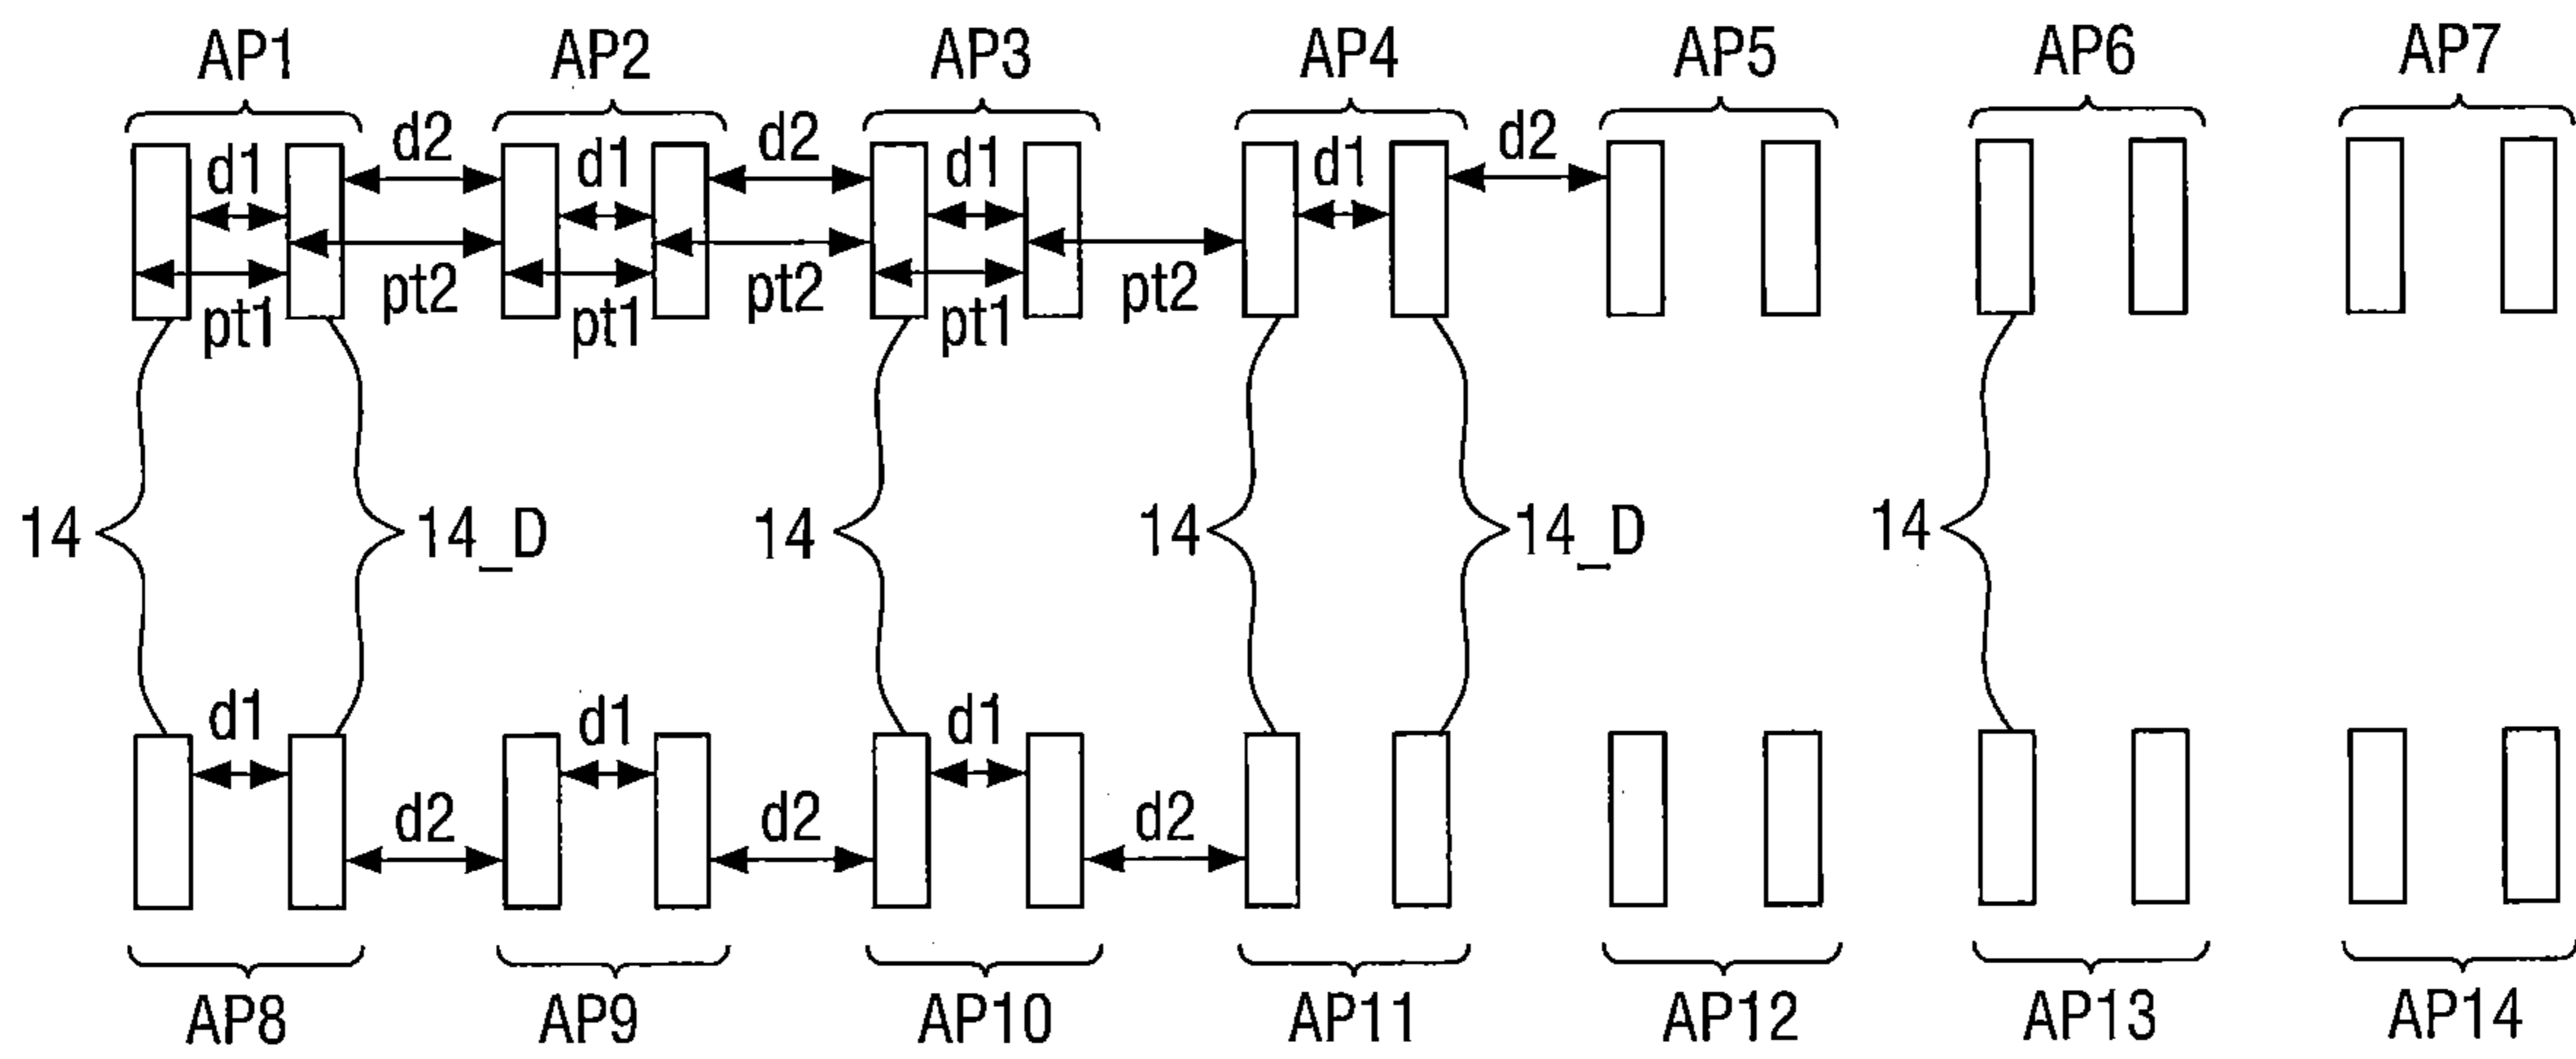 AP1 AP2 AP3 AP4 AP5 AP6 AP7
d2 d2 d2
d1 d1 d1 d1
pt2 pt2 pt2
pt1 pt1 pt1
14 14_D 14 14 14_D 14
d1 d1 d1
d2 d2 d2
AP8 AP9 AP10 AP11 AP12 AP13 AP14